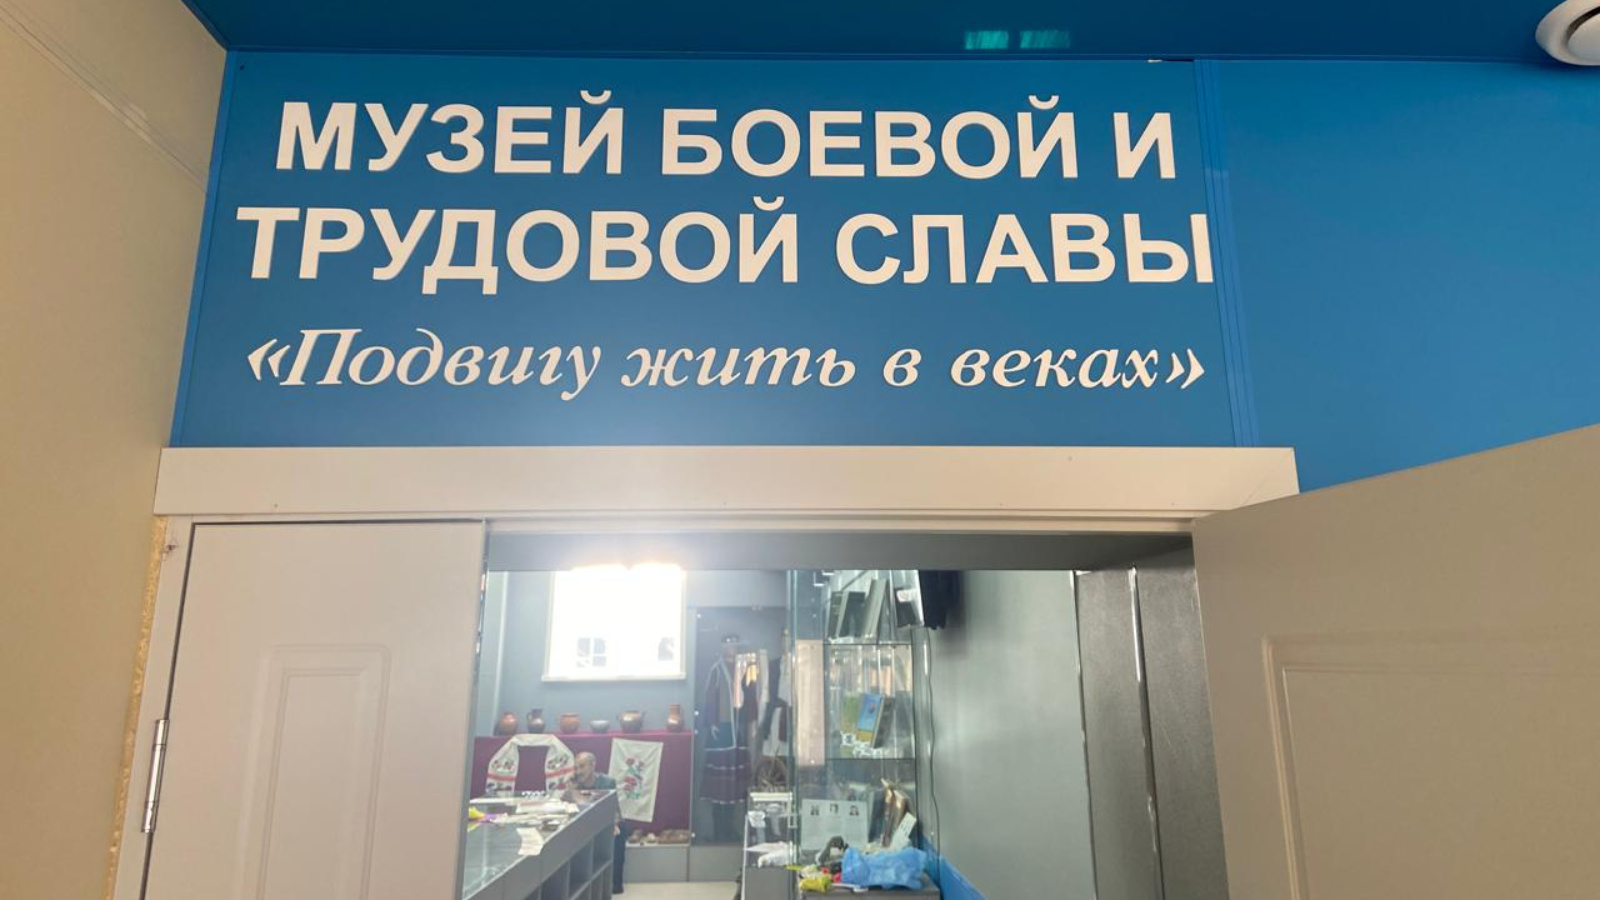 МУЗЕЙ БОЕВОЙ И
ТРУДОВОЙ СЛАВЫ
«Подвигу жить в веках»